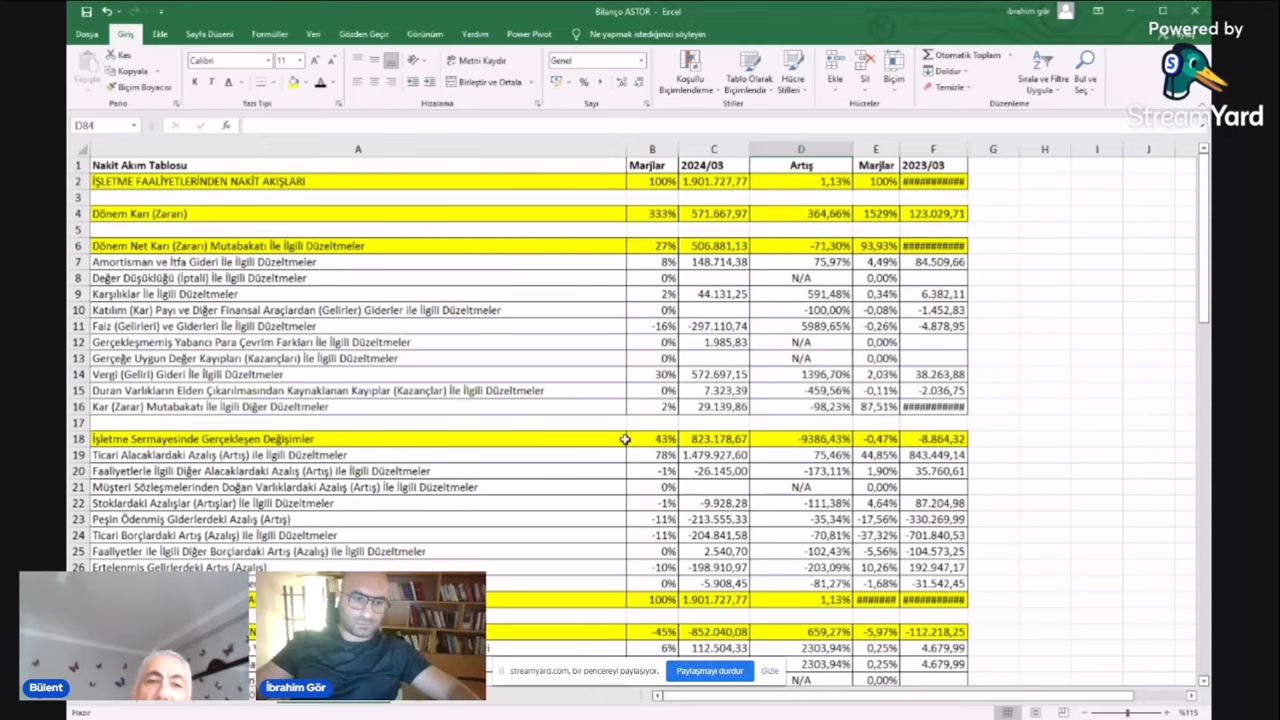 Bilanço ASTOR - Excel
ibrahim gör
Powered by
StreamYard
Dosya Giriş Ekle Sayfa Düzeni Formüller Veri Gözden Geçir Görünüm Yardım Power Pivot Ne yapmak istediğinizi söyleyin
Kes
Kopyala
Biçim Boyacısı
Pano
Calibri 11
K T A
Yazı Tipi
Metni Kaydır
Birleştir ve Ortala
Hizalama
Genel
Sayı
Koşullu Biçimlendirme
Tablo Olarak Biçimlendir
Hücre Stilleri
Stiller
Ekle Sil Biçim
Hücreler
Otomatik Toplam
Doldur
Temizle
Sırala ve Filtre Uygula
Bul ve Seç
Düzenleme
D84
A B C D E F G H I J
1 Nakit Akım Tablosu Marjlar 2024/03 Artış Marjlar 2023/03
2 İŞLETME FAALİYETLERİNDEN NAKİT AKIŞLARI 100% 1.901.727,77 1,13% 100% ###########
3
4 Dönem Karı (Zararı) 333% 571.667,97 364,66% 1529% 123.029,71
5
6 Dönem Net Karı (Zararı) Mutabakatı İle İlgili Düzeltmeler 27% 506.881,13 -71,30% 93,93% ###########
7 Amortisman ve İtfa Gideri İle İlgili Düzeltmeler 8% 148.714,38 75,97% 4,49% 84.509,66
8 Değer Düşüklüğü (İptali) İle İlgili Düzeltmeler 0% N/A 0,00%
9 Karşılıklar İle İlgili Düzeltmeler 2% 44.131,25 591,48% 0,34% 6.382,11
10 Katılım (Kar) Payı ve Diğer Finansal Araçlardan (Gelirler) Giderler ile İlgili Düzeltmeler 0% -100,00% -0,08% -1.452,83
11 Faiz (Gelirleri) ve Giderleri İle İlgili Düzeltmeler -16% -297.110,74 5989,65% -0,26% -4.878,95
12 Gerçekleşmemiş Yabancı Para Çevrim Farkları İle İlgili Düzeltmeler 0% 1.985,83 N/A 0,00%
13 Gerçeğe Uygun Değer Kayıpları (Kazançları) İle İlgili Düzeltmeler 0% N/A 0,00%
14 Vergi (Geliri) Gideri İle İlgili Düzeltmeler 30% 572.697,15 1396,70% 2,03% 38.263,88
15 Duran Varlıkların Elden Çıkarılmasından Kaynaklanan Kayıplar (Kazançlar) İle İlgili Düzeltmeler 0% 7.323,39 -459,56% -0,11% -2.036,75
16 Kar (Zarar) Mutabakatı İle İlgili Diğer Düzeltmeler 2% 29.139,86 -98,23% 87,51% ###########
17
18 İşletme Sermayesinde Gerçekleşen Değişimler 43% 823.178,67 -9386,43% -0,47% -8.864,32
19 Ticari Alacaklardaki Azalış (Artış) ile İlgili Düzeltmeler 78% 1.479.927,60 75,46% 44,85% 843.449,14
20 Faaliyetlerle İlgili Diğer Alacaklardaki Azalış (Artış) ile İlgili Düzeltmeler -1% -26.145,00 -173,11% 1,90% 35.760,61
21 Müşteri Sözleşmelerinden Doğan Varlıklardaki Azalış (Artış) İle İlgili Düzeltmeler 0% N/A 0,00%
22 Stoklardaki Azalışlar (Artışlar) İle İlgili Düzeltmeler -1% -9.928,28 -111,38% 4,64% 87.204,98
23 Peşin Ödenmiş Giderlerdeki Azalış (Artış) -11% -213.555,33 -35,34% -17,56% -330.269,99
24 Ticari Borçlardaki Artış (Azalış) ile İlgili Düzeltmeler -11% -204.841,58 -70,81% -37,32% -701.840,53
25 Faaliyetler ile İlgili Diğer Borçlardaki Artış (Azalış) ile İlgili Düzeltmeler 0% 2.540,70 -102,43% -5,56% -104.573,25
26 Ertelenmiş Gelirlerdeki Artış (Azalış) -10% -198.910,97 -203,09% 10,26% 192.947,17
0% -5.908,45 -81,27% -1,68% -31.542,45
100% 1.901.727,77 1,13% ####### ###########
-45% -852.040,08 659,27% -5,97% -112.218,25
6% 112.504,33 2303,94% 0,25% 4.679,99
2303,94% 0,25% 4.679,99
N/A 0,00%
streamyard.com, bir pencereyi paylaşıyor. Paylaşmayı durdur Gizle
Bülent
İbrahim Gör
Hazır
%115